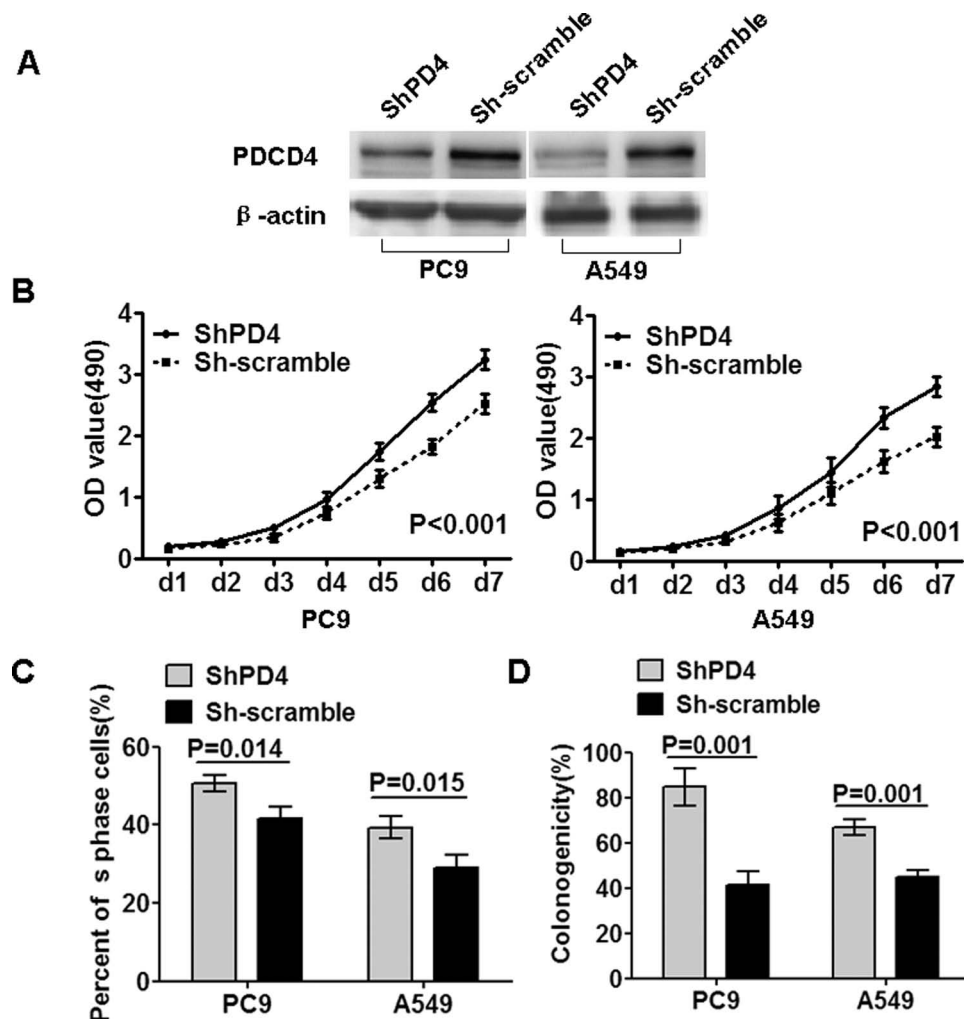 A
ShPD4
Sh-scramble
ShPD4
Sh-scramble
PDCD4
β-actin
PC9
A549
B
4
3
2
1
0
OD value(490)
ShPD4
Sh-scramble
P<0.001
d1 d2 d3 d4 d5 d6 d7
PC9
4
3
2
1
0
OD value(490)
ShPD4
Sh-scramble
P<0.001
d1 d2 d3 d4 d5 d6 d7
A549
C
ShPD4
Sh-scramble
Percent of s phase cells(%)
60
40
20
0
P=0.014
P=0.015
PC9 A549
D
ShPD4
Sh-scramble
Colonogenicity(%)
100
80
60
40
20
0
P=0.001
P=0.001
PC9 A549